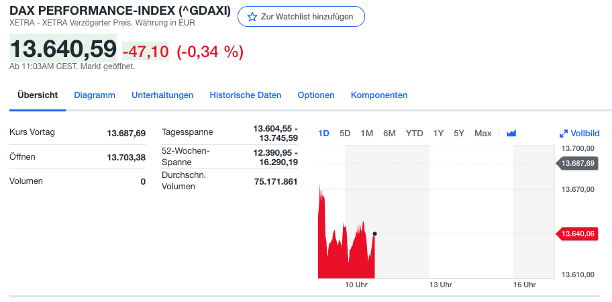 DAX PERFORMANCE-INDEX (^GDAXI)
Zur Watchlist hinzufügen
XETRA - XETRA Verzögerter Preis. Währung in EUR
13.640,59 -47,10 (-0,34 %)
Ab 11:03AM CEST. Markt geöffnet.
Übersicht Diagramm Unterhaltungen Historische Daten Optionen Komponenten
Kurs Vortag 13.687,69
Öffnen 13.703,38
Volumen 0
Tagesspanne 13.604,55 - 13.745,59
52-Wochen-Spanne 12.390,95 - 16.290,19
Durchschn. Volumen 75.171.861
1D 5D 1M 6M YTD 1Y 5Y Max Vollbild
13.700,00
13.687,69
13.670,00
13.640,06
13.610,00
10 Uhr 13 Uhr 16 Uhr